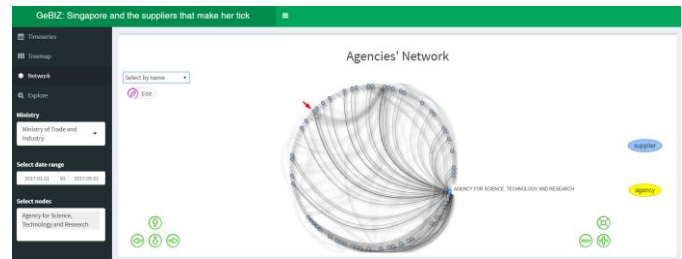 GeBIZ: Singapore and the suppliers that make her tick
Timeseries
Treemap
Network
Explore
Ministry
Ministry of Trade and
Industry
Select date range
2017-01-01 to 2017-05-01
Select nodes
Agency for Science,
Technology and Research
Agencies' Network
Select by name
Edit
supplier
AGENCY FOR SCIENCE, TECHNOLOGY AND RESEARCH
agency